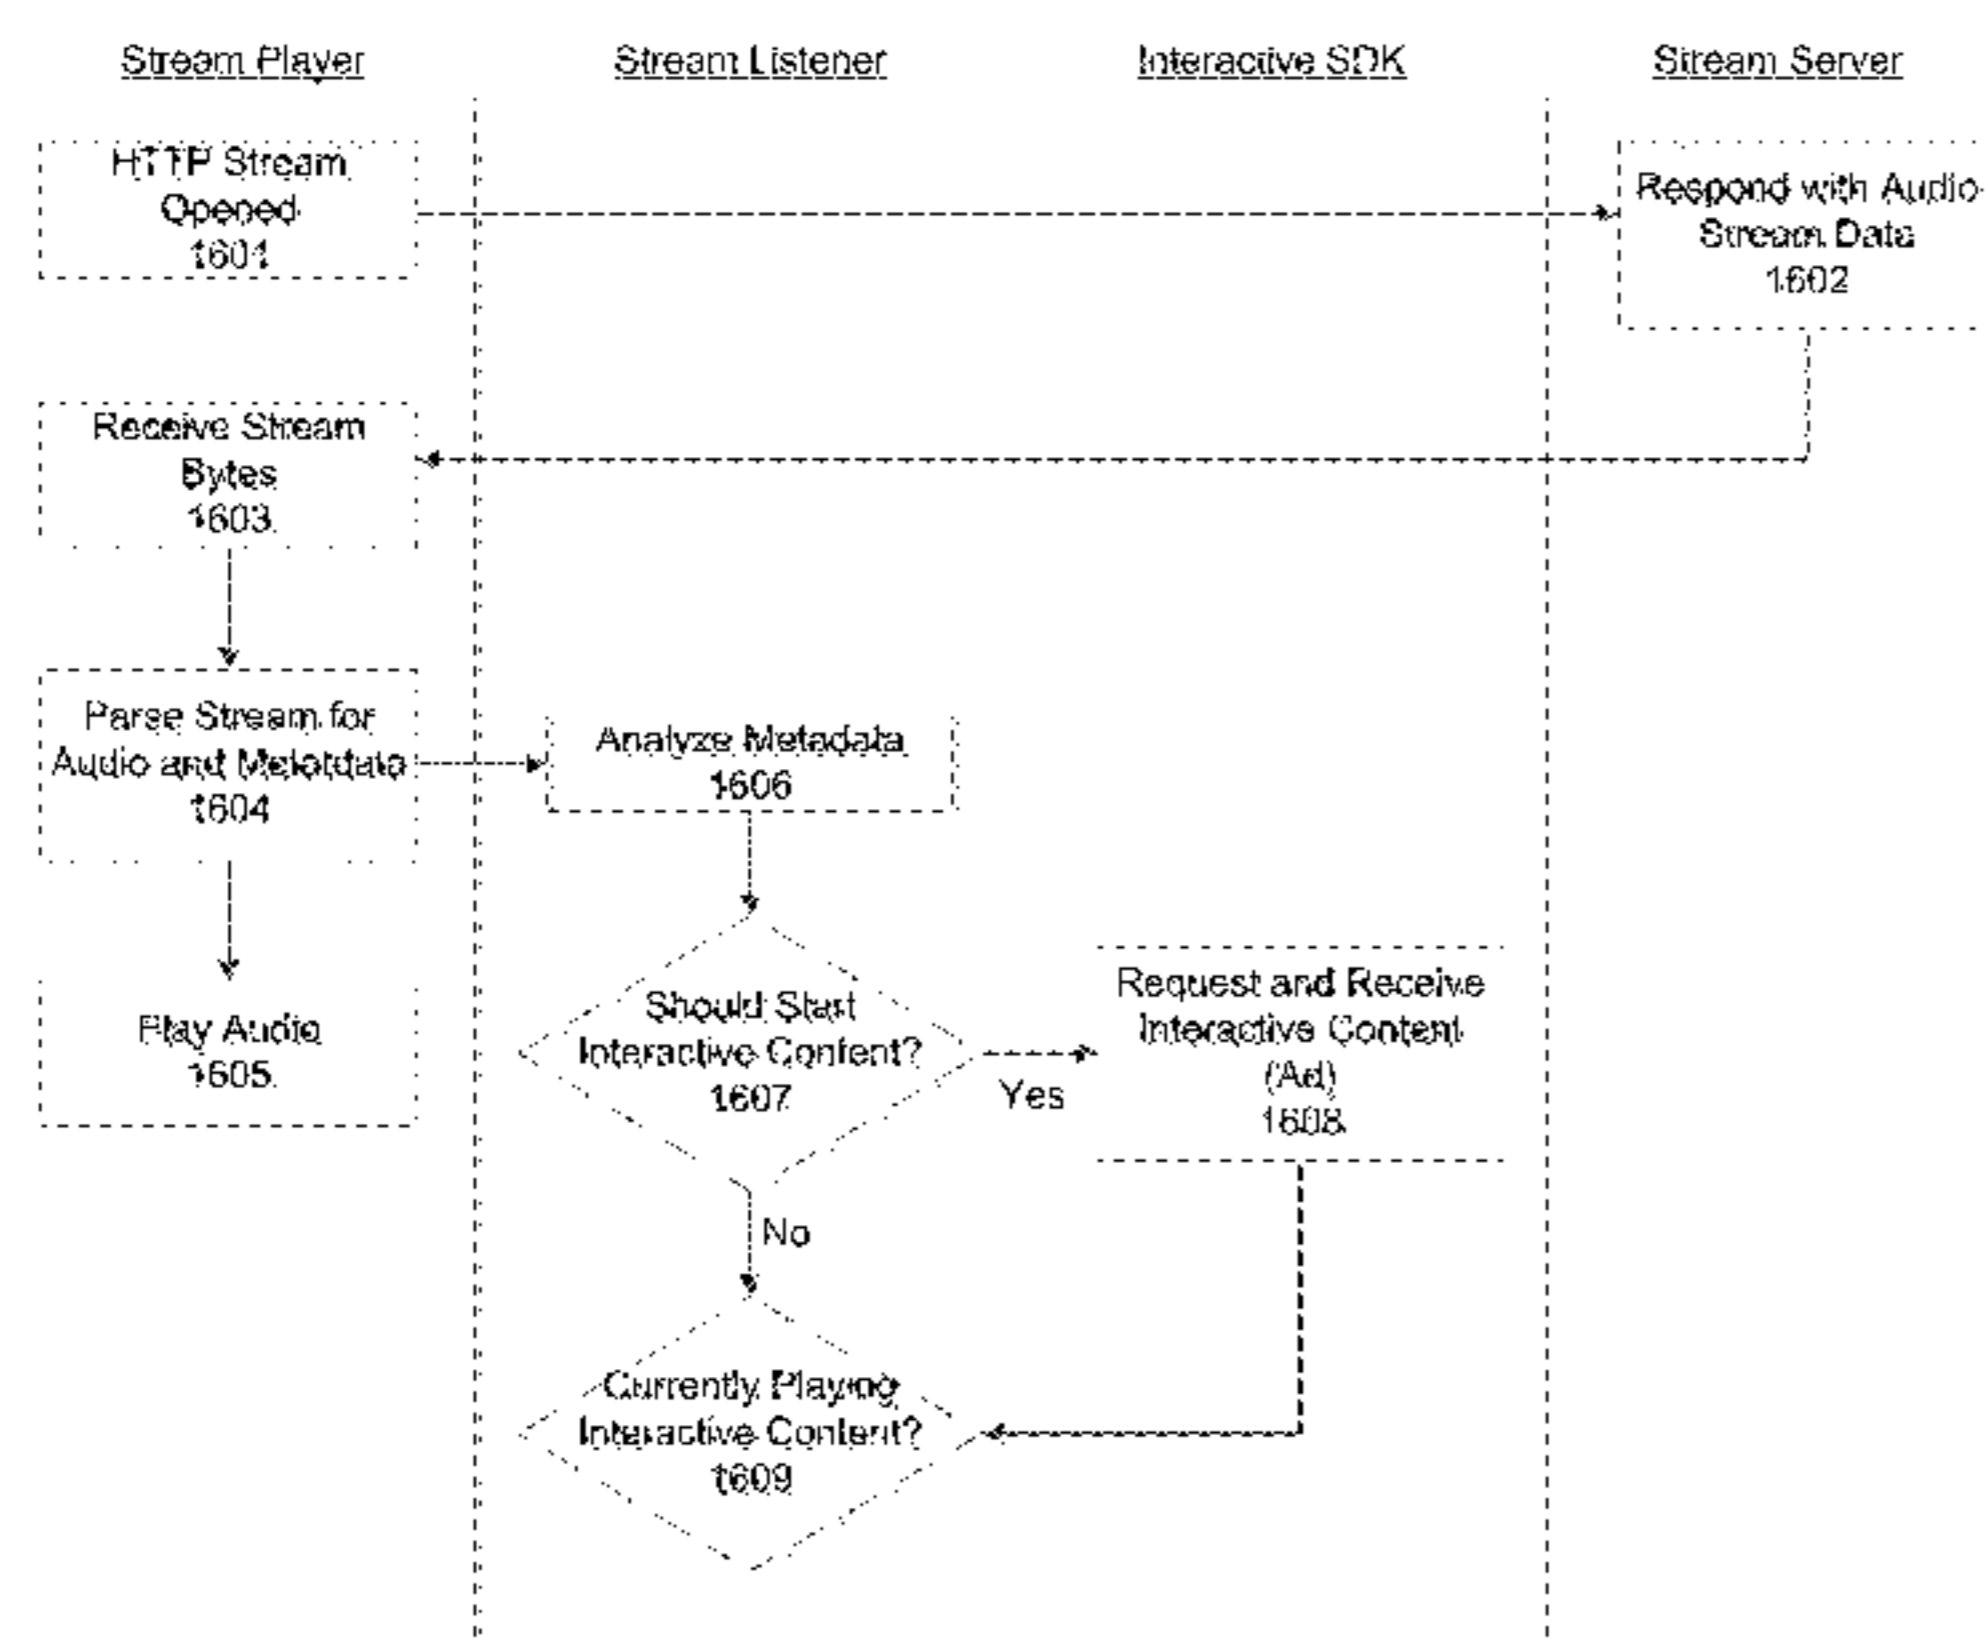 Stream Player
Stream Listener
Interactive SDK
Stream Server
HTTP Stream
Opened
1601
Respond with Audio
Stream Data
1602
Receive Stream
Bytes
1603
Parse Stream for
Audio and Metotdata
1604
Analyze Metadata
1606
Play Audio
1605
Should Start
Interactive Content?
1607
Yes
Request and Receive
Interactive Content
(Ad)
1608
No
Currently Playing
Interactive Content?
1609